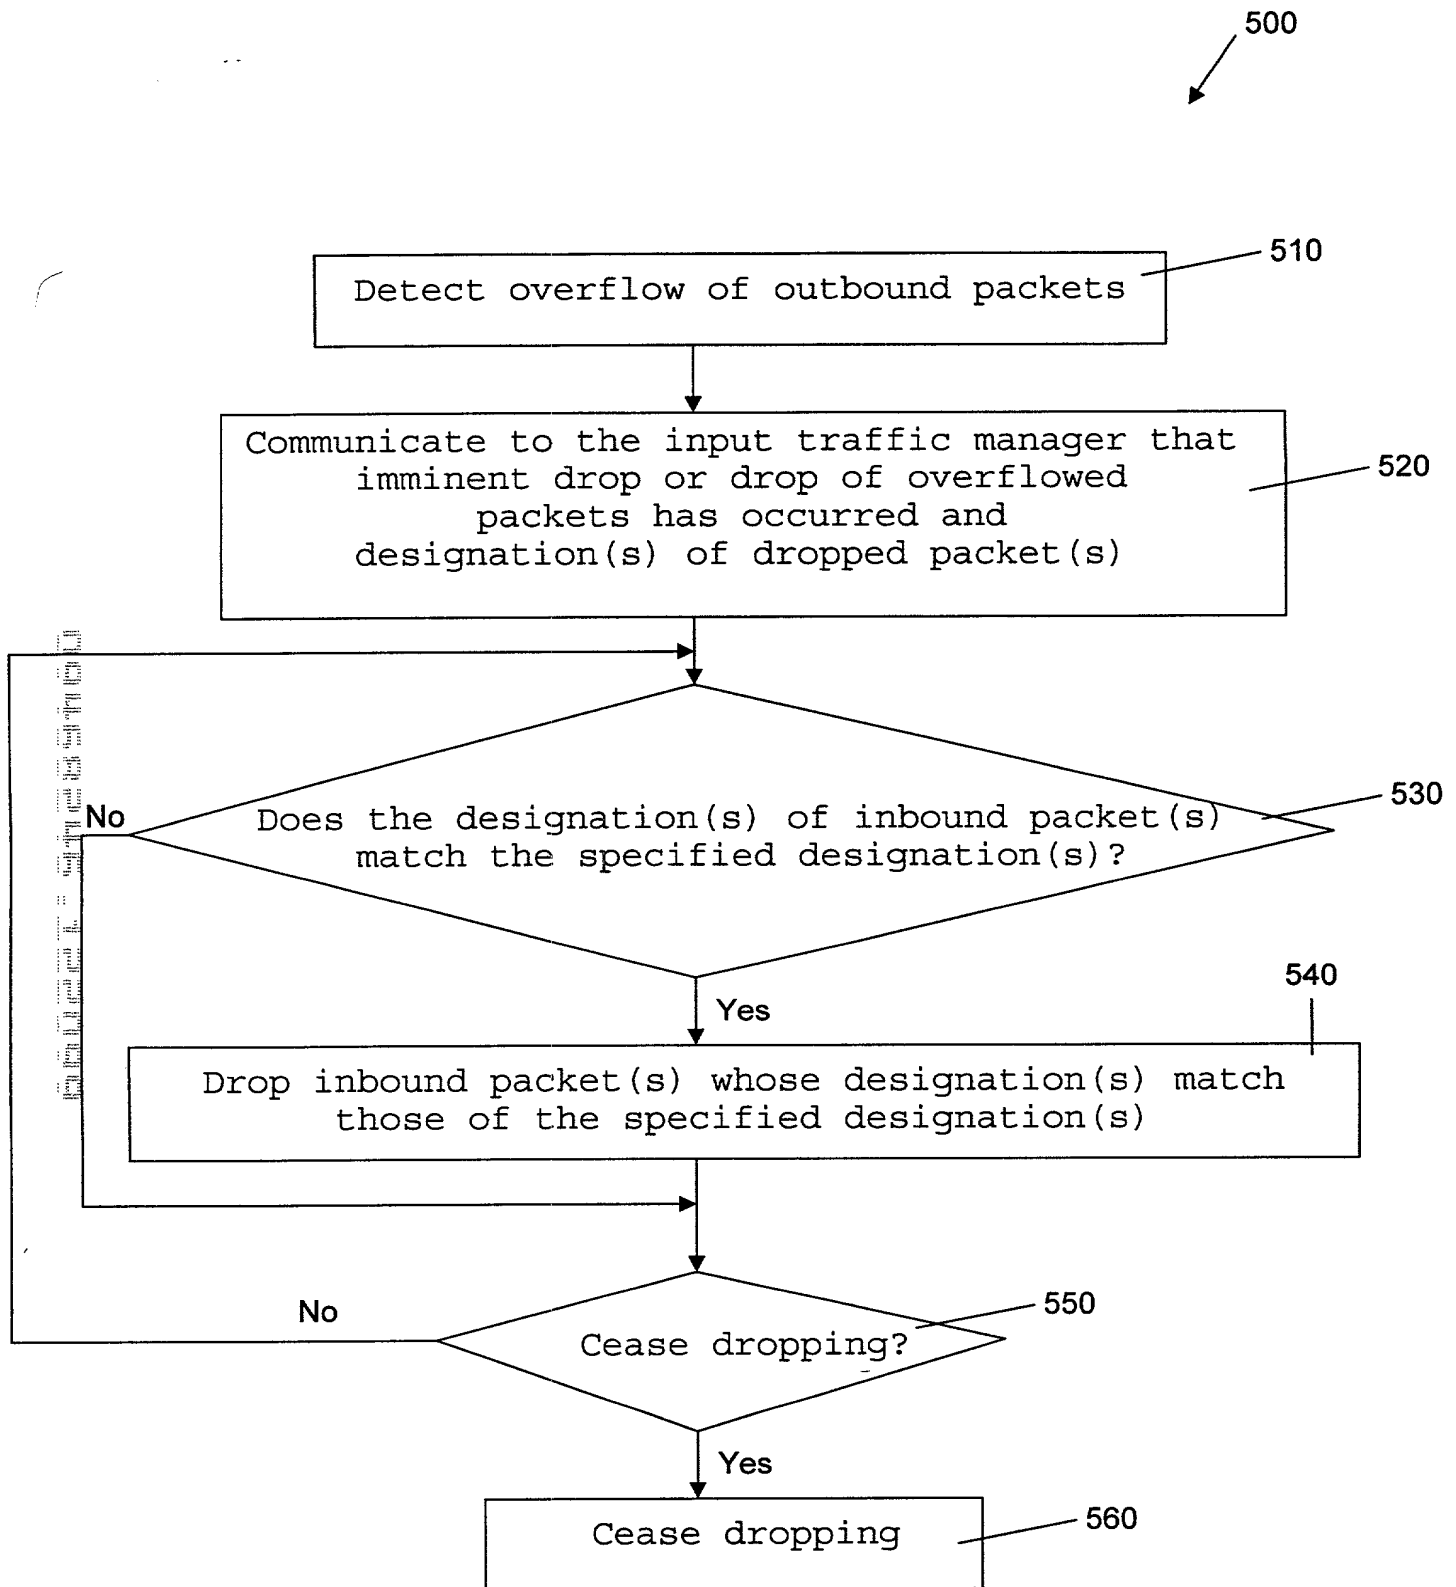 500
510
Detect overflow of outbound packets
Communicate to the input traffic manager that
imminent drop or drop of overflowed
packets has occurred and
designation(s) of dropped packet(s)
520
530
No
Does the designation(s) of inbound packet(s)
match the specified designation(s)?
540
Yes
Drop inbound packet(s) whose designation(s) match
those of the specified designation(s)
550
No
Cease dropping?
Yes
560
Cease dropping